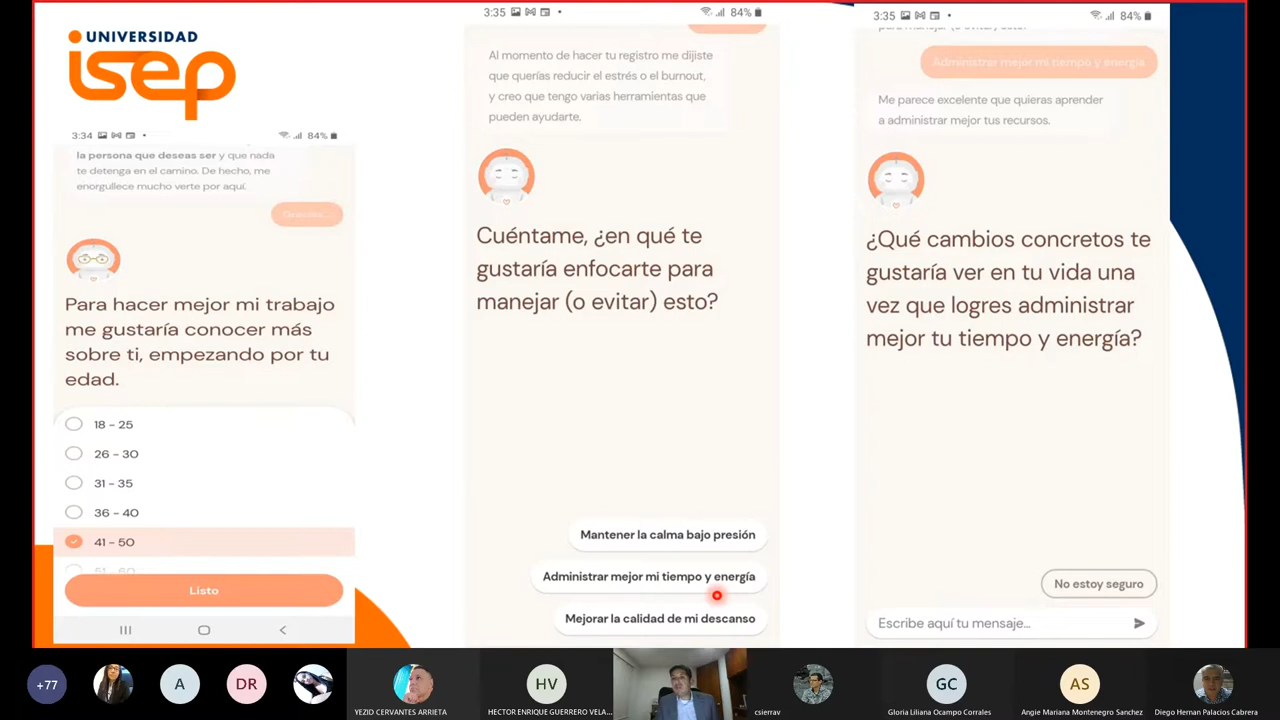 UNIVERSIDAD
isep
3:34
84%
la persona que deseas ser y que nada
te detenga en el camino. De hecho, me
enorgullece mucho verte por aquí.
Para hacer mejor mi trabajo
me gustaría conocer más
sobre ti, empezando por tu
edad.
18 - 25
26 - 30
31 - 35
36 - 40
41 - 50
51 - 60
Listo
3:35
84%
Al momento de hacer tu registro me dijiste
que querías reducir el estrés o el burnout,
y creo que tengo varias herramientas que
pueden ayudarte.
Cuéntame, ¿en qué te
gustaría enfocarte para
manejar (o evitar) esto?
Mantener la calma bajo presión
Administrar mejor mi tiempo y energía
Mejorar la calidad de mi descanso
3:35
84%
para manejar (o evitar) esto?
Administrar mejor mi tiempo y energía
Me parece excelente que quieras aprender
a administrar mejor tus recursos.
¿Qué cambios concretos te
gustaría ver en tu vida una
vez que logres administrar
mejor tu tiempo y energía?
No estoy seguro
Escribe aquí tu mensaje...
+77
A
DR
YEZID CERVANTES ARRIETA
HV
HECTOR ENRIQUE GUERRERO VELA...
csierrav
GC
Gloria Liliana Ocampo Corrales
AS
Angie Mariana Montenegro Sanchez
Diego Hernan Palacios Cabrera